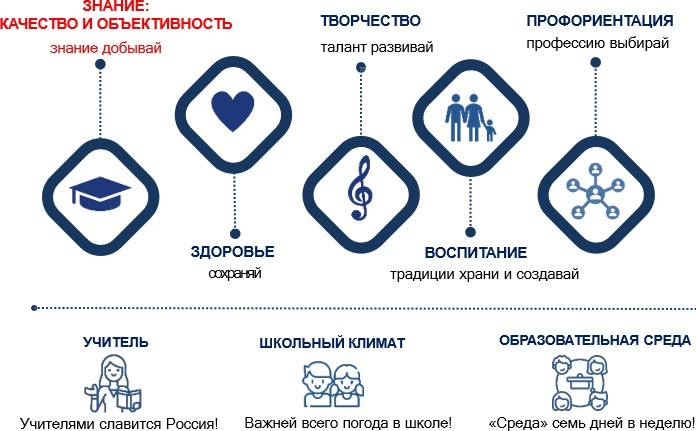 ЗНАНИЕ:
КАЧЕСТВО И ОБЪЕКТИВНОСТЬ
знание добывай
ТВОРЧЕСТВО
талант развивай
ПРОФОРИЕНТАЦИЯ
профессию выбирай
ЗДОРОВЬЕ
сохраняй
ВОСПИТАНИЕ
традиции храни и создавай
УЧИТЕЛЬ
Учителями славится Россия!
ШКОЛЬНЫЙ КЛИМАТ
Важней всего погода в школе!
ОБРАЗОВАТЕЛЬНАЯ СРЕДА
«Среда» семь дней в неделю!